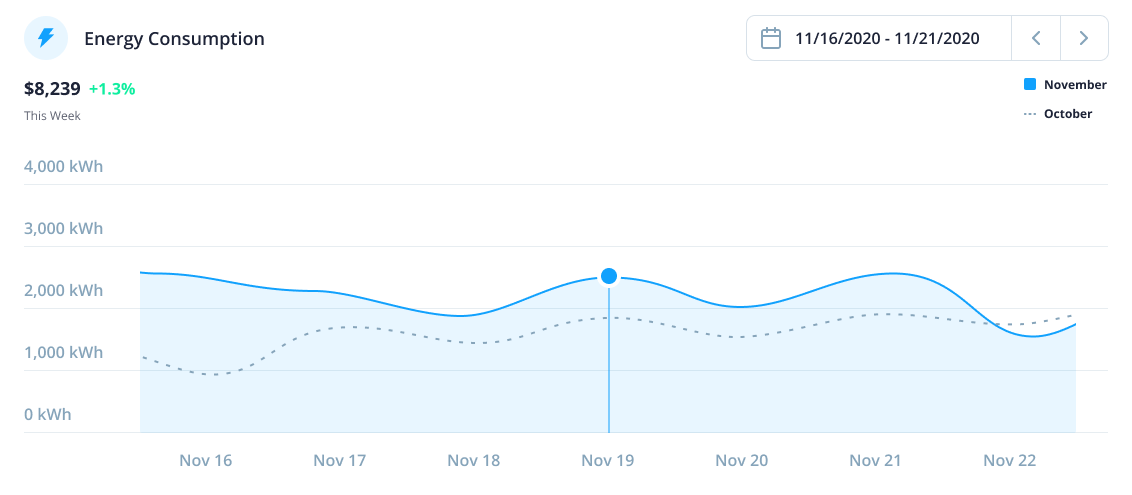 Energy Consumption
11/16/2020 - 11/21/2020
$8,239 +1.3%
This Week
November
October
4,000 kWh
3,000 kWh
2,000 kWh
1,000 kWh
0 kWh
Nov 16 Nov 17 Nov 18 Nov 19 Nov 20 Nov 21 Nov 22